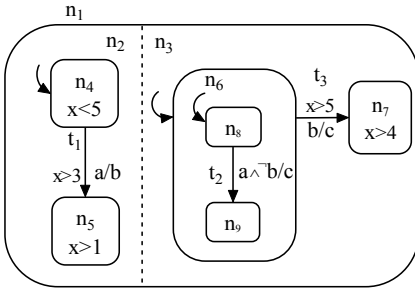 n₁
n₂
n₃
n₄
x<5
t₁
x>3 a/b
n₅
x>1
n₆
n₈
t₂ a∧¬b/c
n₉
t₃
x>5
b/c
n₇
x>4